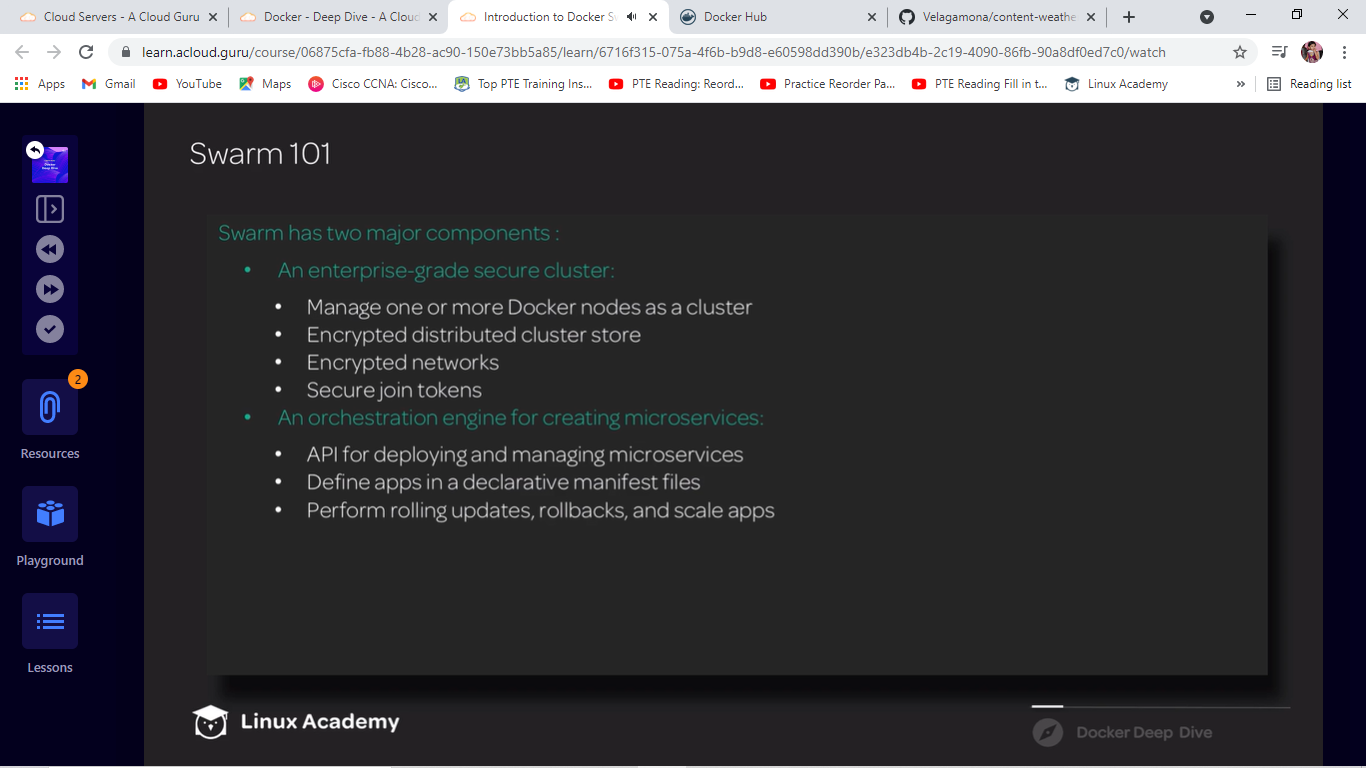 Cloud Servers - A Cloud Guru
Docker - Deep Dive - A Cloud
Introduction to Docker Sw
Docker Hub
Velagamona/content-weathe
learn.acloud.guru/course/06875cfa-fb88-4b28-ac90-150e73bb5a85/learn/6716f315-075a-4f6b-b9d8-e60598dd390b/e323db4b-2c19-4090-86fb-90a8df0ed7c0/watch
Apps
Gmail
YouTube
Maps
Cisco CCNA: Cisco...
Top PTE Training Ins...
PTE Reading: Reord...
Practice Reorder Pa...
PTE Reading Fill in t...
Linux Academy
»
Reading list
Swarm 101
Swarm has two major components :
• An enterprise-grade secure cluster:
• Manage one or more Docker nodes as a cluster
• Encrypted distributed cluster store
• Encrypted networks
• Secure join tokens
• An orchestration engine for creating microservices:
• API for deploying and managing microservices
• Define apps in a declarative manifest files
• Perform rolling updates, rollbacks, and scale apps
2
Resources
Playground
Lessons
Linux Academy
Docker Deep Dive